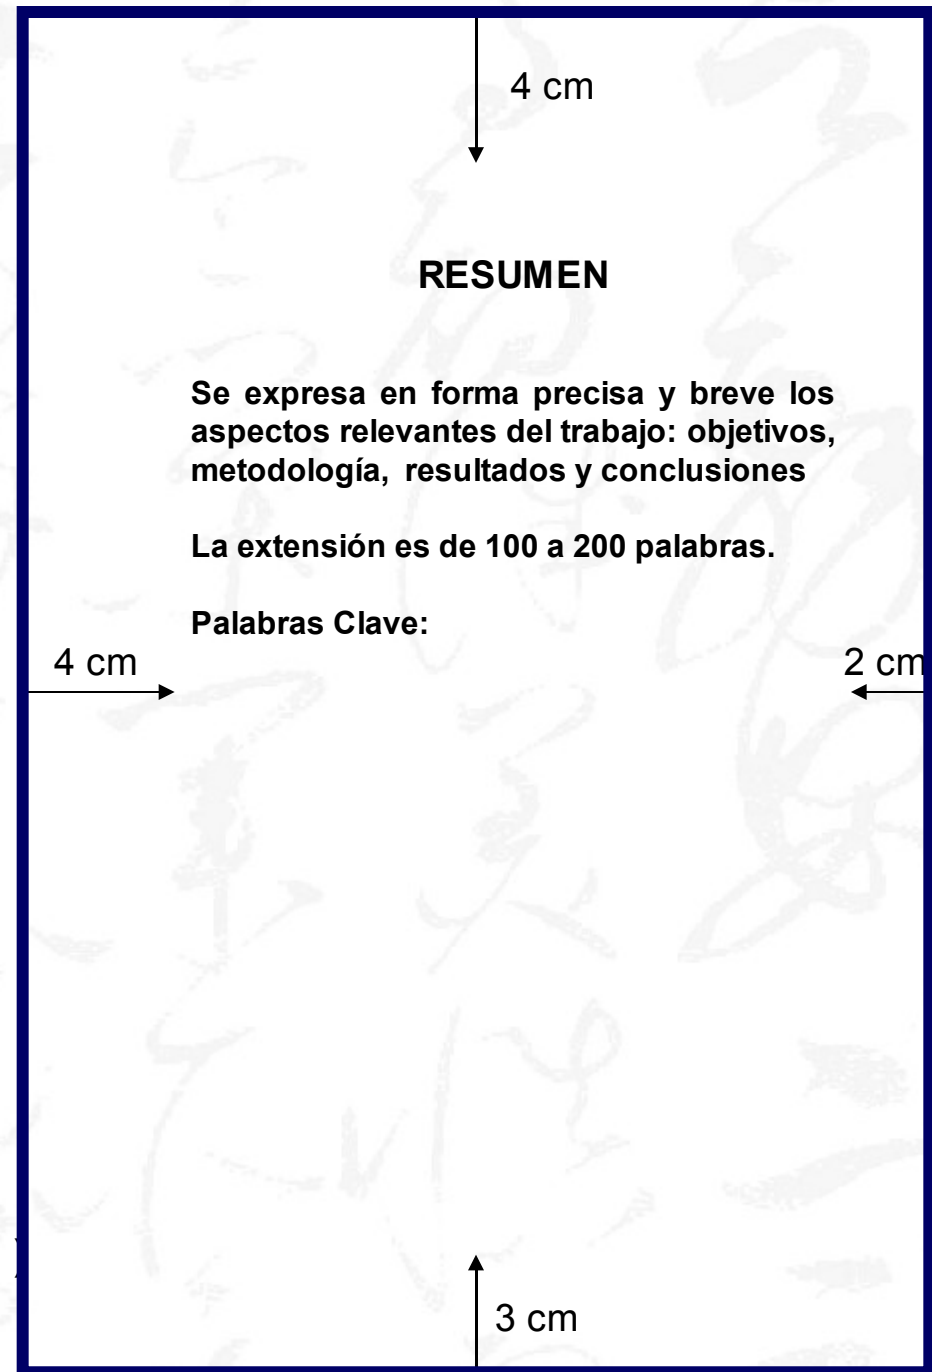 4 cm
RESUMEN
Se expresa en forma precisa y breve los
aspectos relevantes del trabajo: objetivos,
metodología, resultados y conclusiones
La extensión es de 100 a 200 palabras.
Palabras Clave:
4 cm
2 cm
3 cm